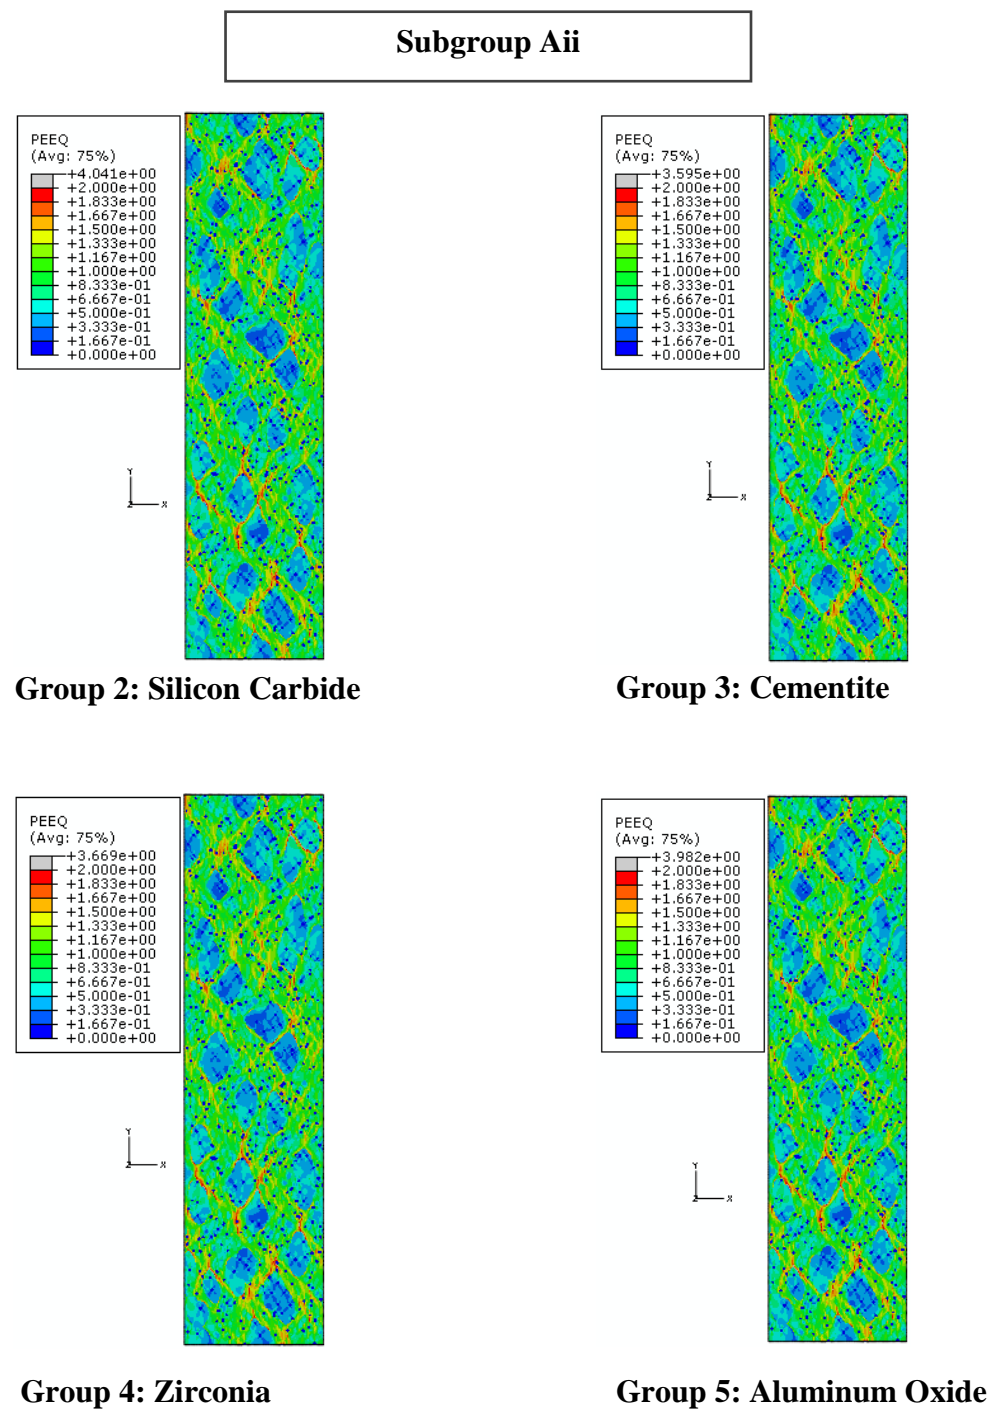 Subgroup Aii
PEEQ
(Avg: 75%)
+4.041e+00
+2.000e+00
+1.833e+00
+1.667e+00
+1.500e+00
+1.333e+00
+1.167e+00
+1.000e+00
+8.333e-01
+6.667e-01
+5.000e-01
+3.333e-01
+1.667e-01
+0.000e+00
Y
Z X
Group 2: Silicon Carbide
PEEQ
(Avg: 75%)
+3.595e+00
+2.000e+00
+1.833e+00
+1.667e+00
+1.500e+00
+1.333e+00
+1.167e+00
+1.000e+00
+8.333e-01
+6.667e-01
+5.000e-01
+3.333e-01
+1.667e-01
+0.000e+00
Y
Z X
Group 3: Cementite
PEEQ
(Avg: 75%)
+3.669e+00
+2.000e+00
+1.833e+00
+1.667e+00
+1.500e+00
+1.333e+00
+1.167e+00
+1.000e+00
+8.333e-01
+6.667e-01
+5.000e-01
+3.333e-01
+1.667e-01
+0.000e+00
Y
Z X
Group 4: Zirconia
PEEQ
(Avg: 75%)
+3.982e+00
+2.000e+00
+1.833e+00
+1.667e+00
+1.500e+00
+1.333e+00
+1.167e+00
+1.000e+00
+8.333e-01
+6.667e-01
+5.000e-01
+3.333e-01
+1.667e-01
+0.000e+00
Y
Z X
Group 5: Aluminum Oxide